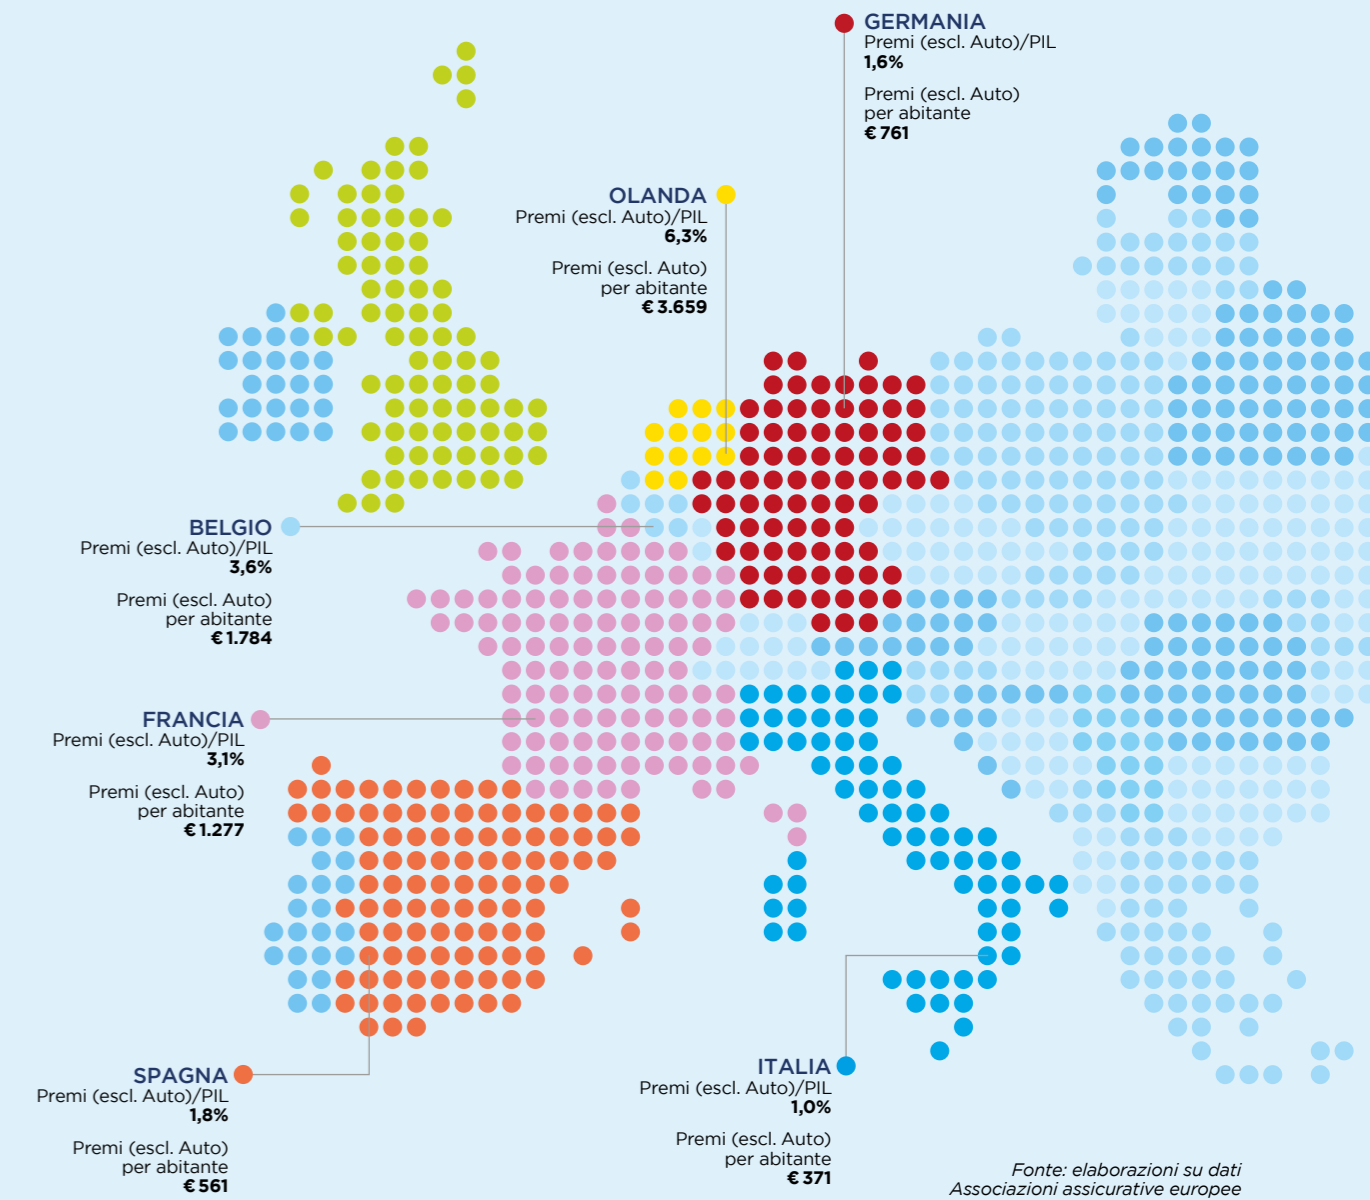 GERMANIA
Premi (escl. Auto)/PIL
1,6%
Premi (escl. Auto)
per abitante
€ 761
OLANDA
Premi (escl. Auto)/PIL
6,3%
Premi (escl. Auto)
per abitante
€ 3.659
BELGIO
Premi (escl. Auto)/PIL
3,6%
Premi (escl. Auto)
per abitante
€ 1.784
FRANCIA
Premi (escl. Auto)/PIL
3,1%
Premi (escl. Auto)
per abitante
€ 1.277
SPAGNA
Premi (escl. Auto)/PIL
1,8%
Premi (escl. Auto)
per abitante
€ 561
ITALIA
Premi (escl. Auto)/PIL
1,0%
Premi (escl. Auto)
per abitante
€ 371
Fonte: elaborazioni su dati
Associazioni assicurative europee